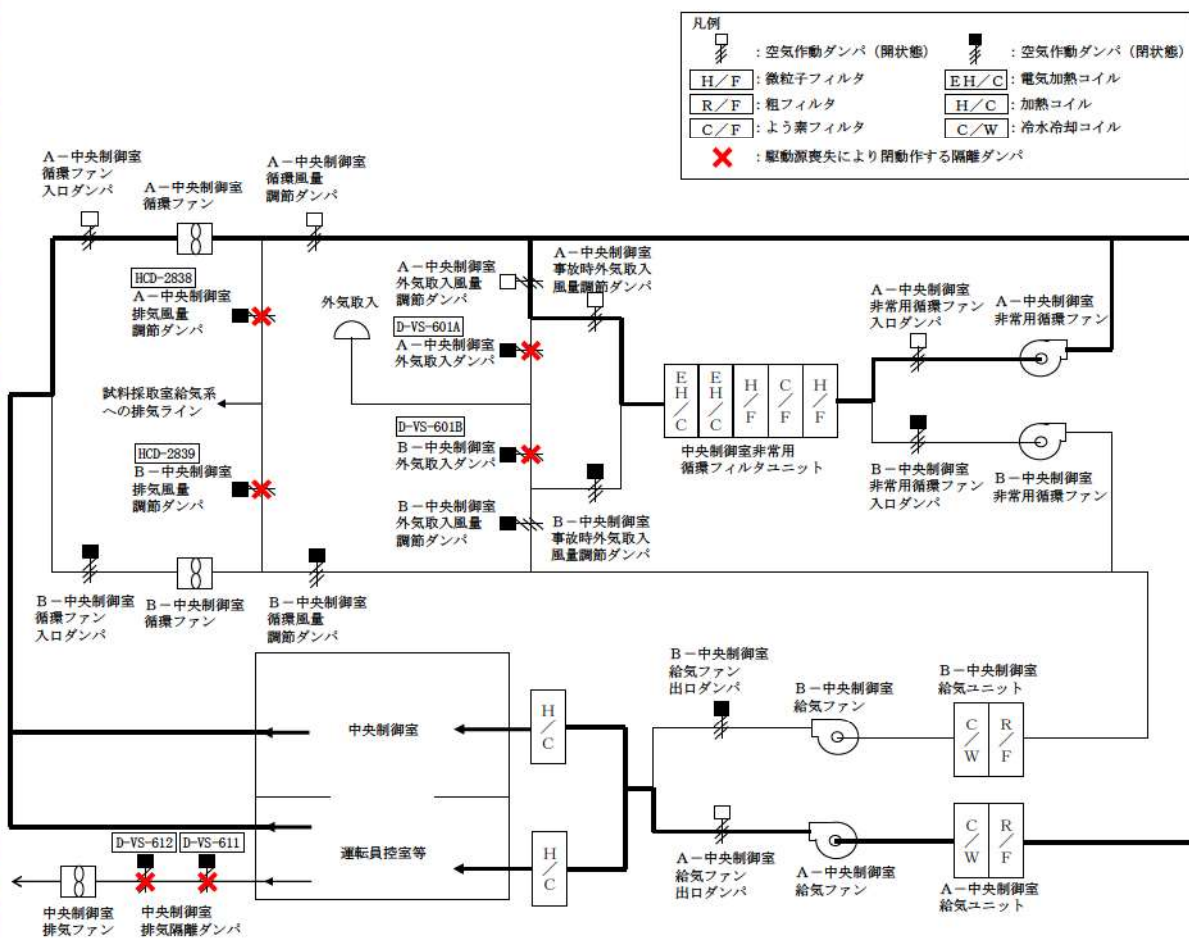 凡例
：空気作動ダンパ（開状態）
：空気作動ダンパ（閉状態）
H／F
：微粒子フィルタ
EH／C
：電気加熱コイル
R／F
：粗フィルタ
H／C
：加熱コイル
C／F
：よう素フィルタ
C／W
：冷水冷却コイル
：駆動源喪失により閉動作する隔離ダンパ
A－中央制御室
循環ファン
入口ダンパ
A－中央制御室
循環ファン
A－中央制御室
循環風量
調節ダンパ
HCD-2838
A－中央制御室
排気風量
調節ダンパ
外気取入
A－中央制御室
外気取入風量
調節ダンパ
A－中央制御室
事故時外気取入
風量調節ダンパ
D-VS-601A
A－中央制御室
外気取入ダンパ
A－中央制御室
非常用循環ファン
入口ダンパ
A－中央制御室
非常用循環ファン
試料採取室給気系
への排気ライン
EH／C
EH／C
H／F
C／F
H／F
中央制御室非常用
循環フィルタユニット
D-VS-601B
B－中央制御室
外気取入ダンパ
HCD-2839
B－中央制御室
排気風量
調節ダンパ
B－中央制御室
外気取入風量
調節ダンパ
B－中央制御室
事故時外気取入
風量調節ダンパ
B－中央制御室
非常用循環ファン
入口ダンパ
B－中央制御室
非常用循環ファン
B－中央制御室
循環ファン
入口ダンパ
B－中央制御室
循環ファン
B－中央制御室
循環風量
調節ダンパ
B－中央制御室
給気ファン
出口ダンパ
B－中央制御室
給気ファン
B－中央制御室
給気ユニット
C／W
R／F
中央制御室
H／C
運転員控室等
H／C
A－中央制御室
給気ファン
出口ダンパ
A－中央制御室
給気ファン
C／W
R／F
A－中央制御室
給気ユニット
D-VS-612
D-VS-611
中央制御室
排気ファン
中央制御室
排気隔離ダンパ